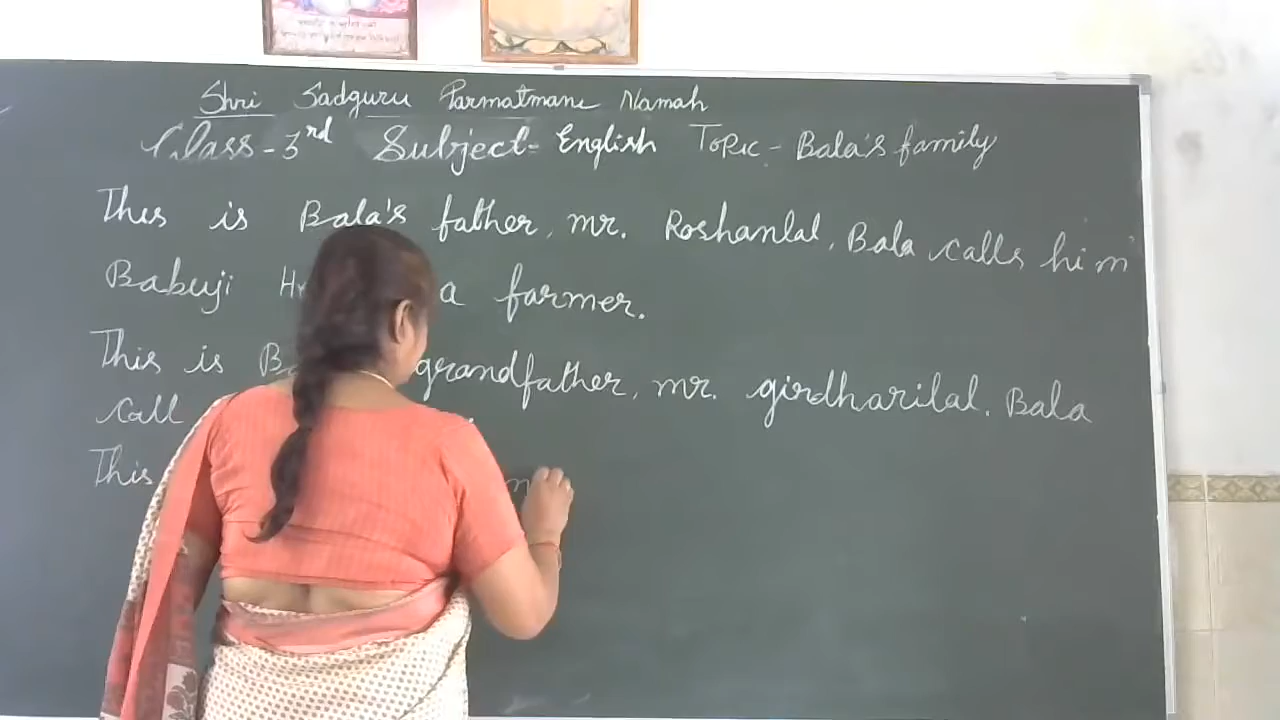 Shri Sadguru Parmatmane Namah
Class - 3rd Subject - English Topic - Bala's family
This is Bala's father, mr. Roshanlal, Bala calls him
Babuji a farmer.
This is grandfather, mr. girdharilal. Bala
call
This